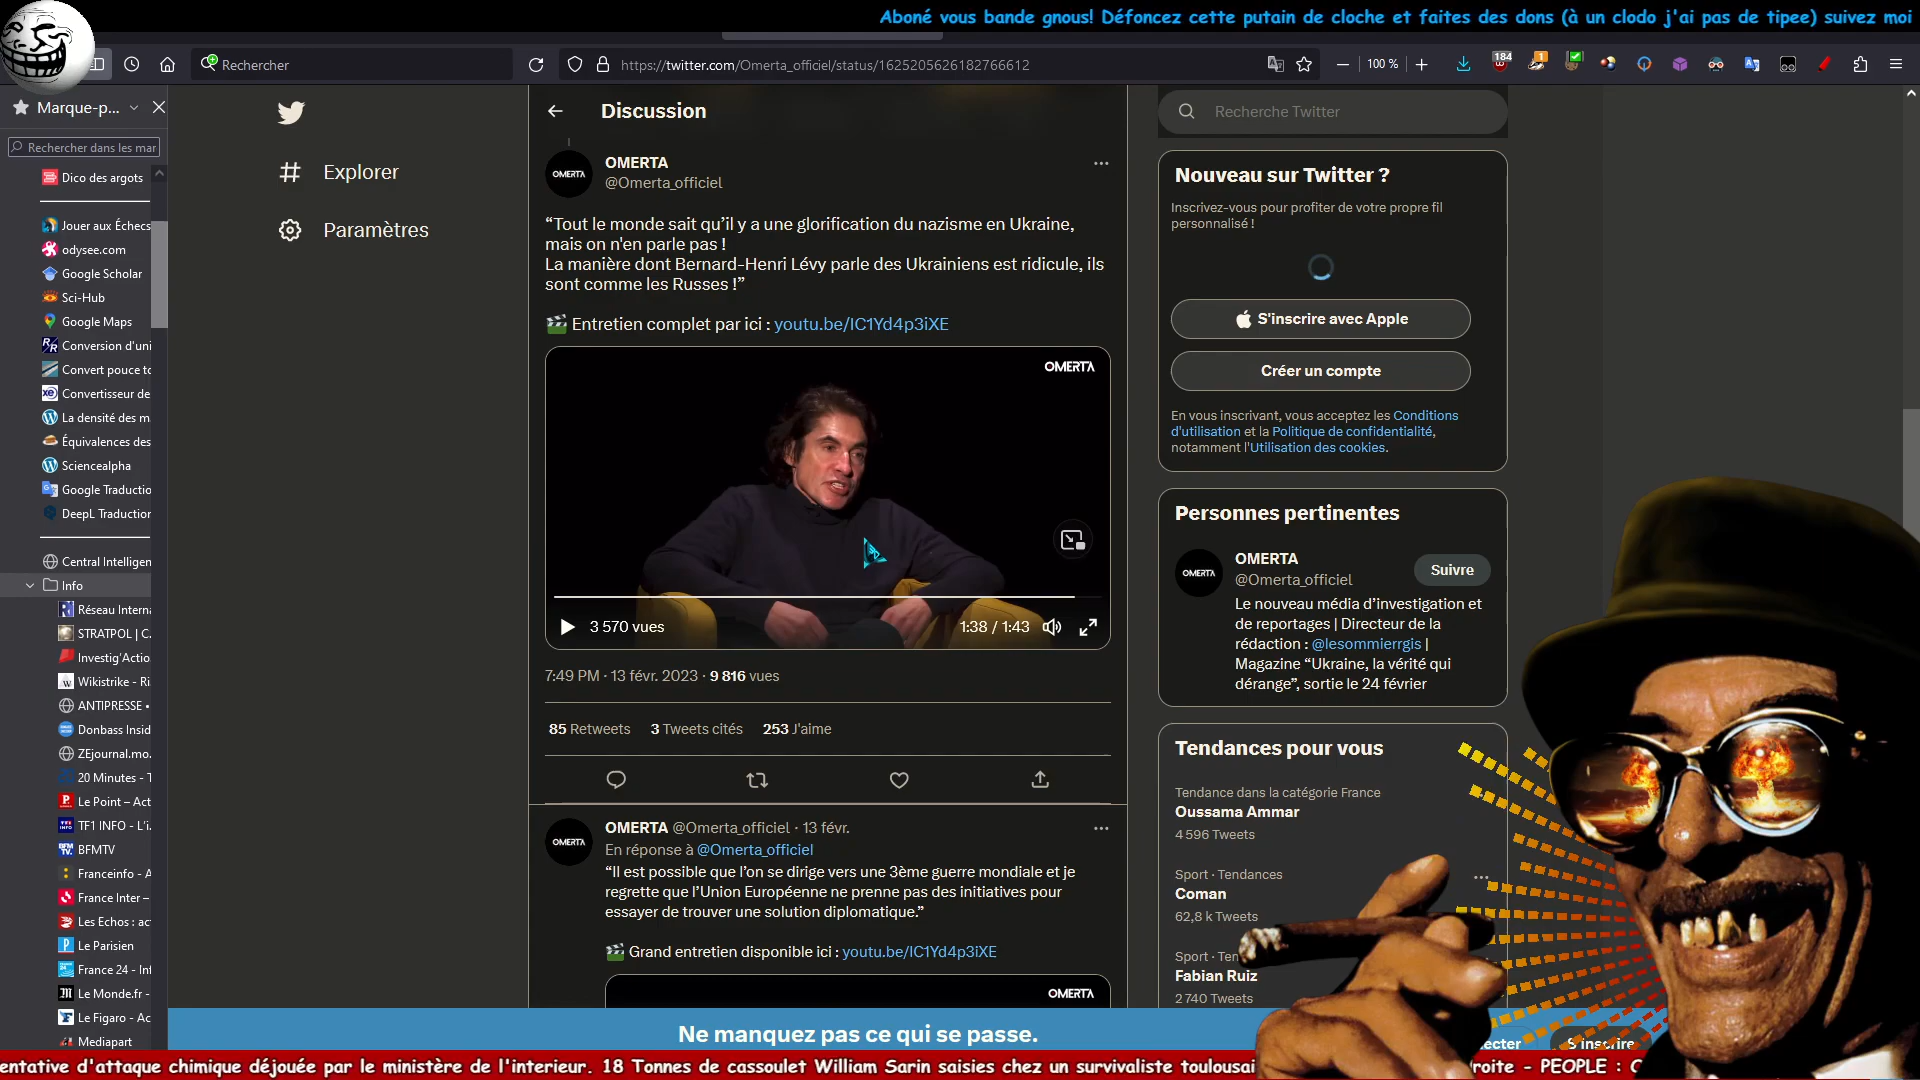 Aboné vous bande gnous! Défoncez cette putain de cloche et faites des dons (à un clodo j'ai pas de tipee) suivez moi
Rechercher
https://twitter.com/Omerta_officiel/status/1625205626182766612
100 %
184
1
Marque-p...
Rechercher dans les mar
Dico des argots
Jouer aux Échecs
odysee.com
Google Scholar
Sci-Hub
Google Maps
Conversion d'uni
Convert pouce to
Convertisseur de
La densité des m
Équivalences des
Sciencealpha
Google Traductio
DeepL Traduction
Central Intelligen
Info
Réseau Interna
STRATPOL | C.
Investig'Actio
Wikistrike - Ri
ANTIPRESSE •
Donbass Insid
ZEjournal.mo.
20 Minutes - T
Le Point – Act
TF1 INFO - L'i.
BFMTV
Franceinfo - A
France Inter –
Les Echos : act
Le Parisien
France 24 - Inf
Le Monde.fr -
Le Figaro - Ac
Mediapart
Explorer
Paramètres
Discussion
OMERTA
OMERTA
@Omerta_officiel
“Tout le monde sait qu’il y a une glorification du nazisme en Ukraine,
mais on n'en parle pas !
La manière dont Bernard-Henri Lévy parle des Ukrainiens est ridicule, ils
sont comme les Russes !”
Entretien complet par ici : youtu.be/IC1Yd4p3iXE
OMERTA
3 570 vues
1:38 / 1:43
7:49 PM · 13 févr. 2023 · 9 816 vues
85 Retweets 3 Tweets cités 253 J'aime
OMERTA
OMERTA @Omerta_officiel · 13 févr.
En réponse à @Omerta_officiel
“Il est possible que l’on se dirige vers une 3ème guerre mondiale et je
regrette que l’Union Européenne ne prenne pas des initiatives pour
essayer de trouver une solution diplomatique.”
Grand entretien disponible ici : youtu.be/IC1Yd4p3iXE
OMERTA
Recherche Twitter
Nouveau sur Twitter ?
Inscrivez-vous pour profiter de votre propre fil
personnalisé !
S'inscrire avec Apple
Créer un compte
En vous inscrivant, vous acceptez les Conditions
d'utilisation et la Politique de confidentialité,
notamment l'Utilisation des cookies.
Personnes pertinentes
OMERTA
OMERTA
@Omerta_officiel
Suivre
Le nouveau média d’investigation et
de reportages | Directeur de la
rédaction : @lesommierrgis |
Magazine “Ukraine, la vérité qui
dérange”, sortie le 24 février
Tendances pour vous
Tendance dans la catégorie France
Oussama Ammar
4 596 Tweets
Sport · Tendances
Coman
62,8 k Tweets
Sport · Ten
Fabian Ruiz
2 740 Tweets
Ne manquez pas ce qui se passe.
ecter
S'inscrire
entative d'attaque chimique déjouée par le ministère de l'interieur. 18 Tonnes de cassoulet William Sarin saisies chez un survivaliste toulousai
roite - PEOPLE :